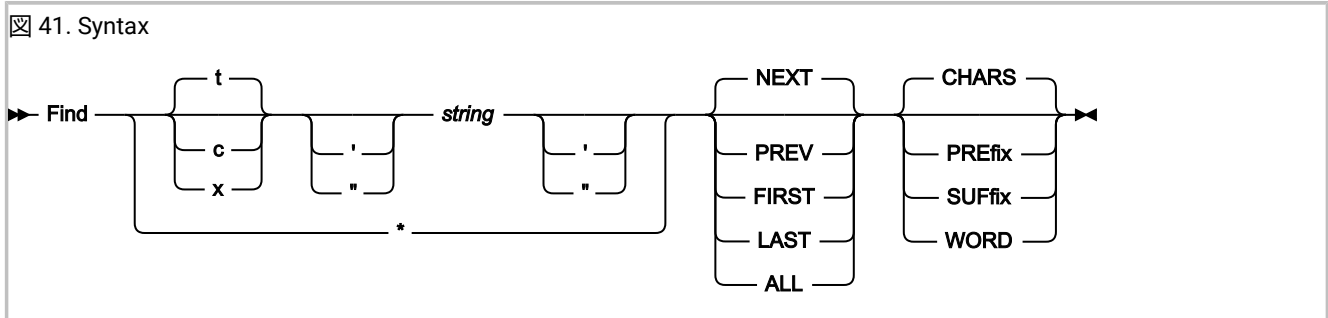 図 41. Syntax
t NEXT CHARS
Find string
c ' ' PREV PREfix
x " " FIRST SUFfix
* LAST WORD
ALL